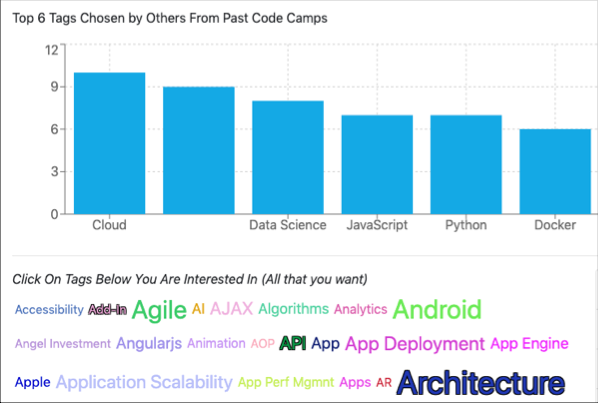 Top 6 Tags Chosen by Others From Past Code Camps
12
9
6
3
0
Cloud Data Science JavaScript Python Docker
Click On Tags Below You Are Interested In (All that you want)
Accessibility Add-In Agile AI AJAX Algorithms Analytics Android
Angel Investment Angularjs Animation AOP API App App Deployment App Engine
Apple Application Scalability App Perf Mgmnt Apps AR Architecture